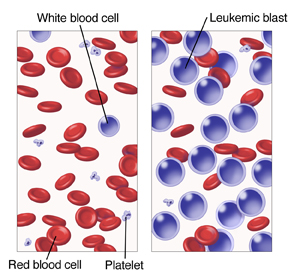 White blood cell
Leukemic blast
Red blood cell
Platelet